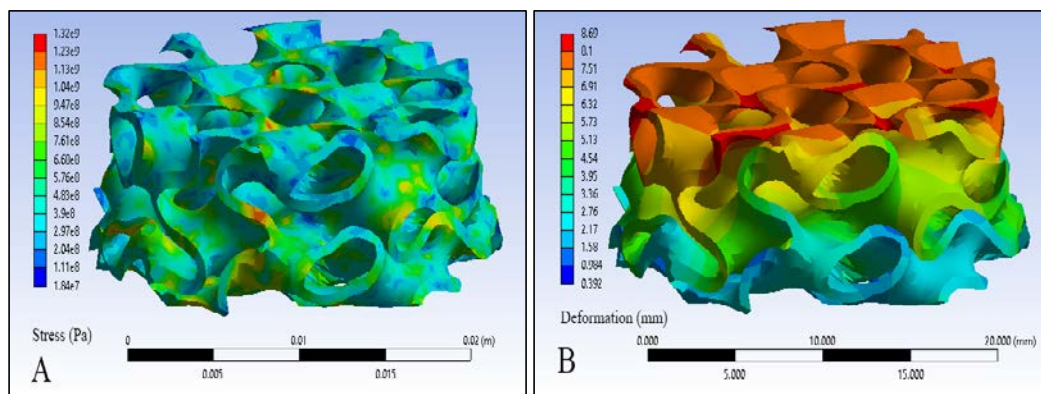 1.32e9
1.23e9
1.13e9
1.04e9
9.47e8
8.54e8
7.61e8
6.60e8
5.76e8
4.83e8
3.9e8
2.97e8
2.04e8
1.11e8
1.84e7
Stress (Pa)
0 0.01 0.02 (m)
0.005 0.015
A
8.69
8.1
7.51
6.91
6.32
5.73
5.13
4.54
3.95
3.36
2.76
2.17
1.58
0.984
0.392
Deformation (mm)
0.000 10.000 20.000 (mm)
5.000 15.000
B